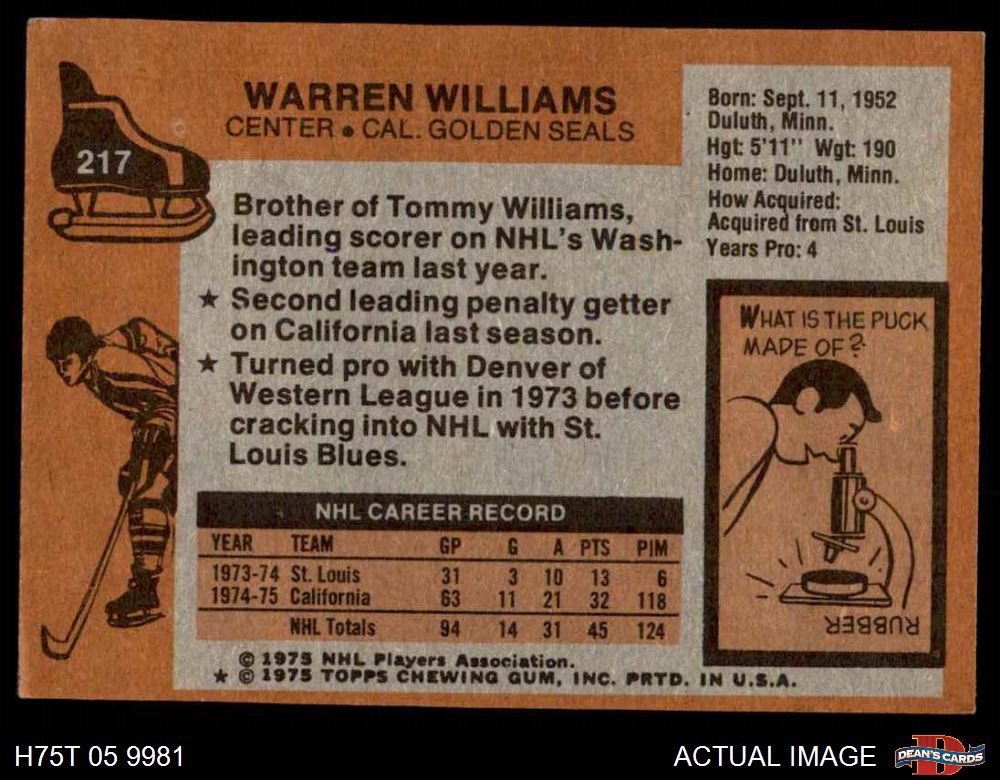 217
WARREN WILLIAMS
CENTER • CAL. GOLDEN SEALS
Brother of Tommy Williams,
leading scorer on NHL's Wash-
ington team last year.
★ Second leading penalty getter
on California last season.
★ Turned pro with Denver of
Western League in 1973 before
cracking into NHL with St.
Louis Blues.
NHL CAREER RECORD
YEAR TEAM GP G A PTS PIM
1973-74 St. Louis 31 3 10 13 6
1974-75 California 63 11 21 32 118
NHL Totals 94 14 31 45 124
© 1975 NHL Players Association.
★ © 1975 TOPPS CHEWING GUM, INC. PRTD. IN U.S.A.
Born: Sept. 11, 1952
Duluth, Minn.
Hgt: 5'11" Wgt: 190
Home: Duluth, Minn.
How Acquired:
Acquired from St. Louis
Years Pro: 4
WHAT IS THE PUCK
MADE OF?
RUBBER
H75T 05 9981
ACTUAL IMAGE
D
DEAN'S CARDS